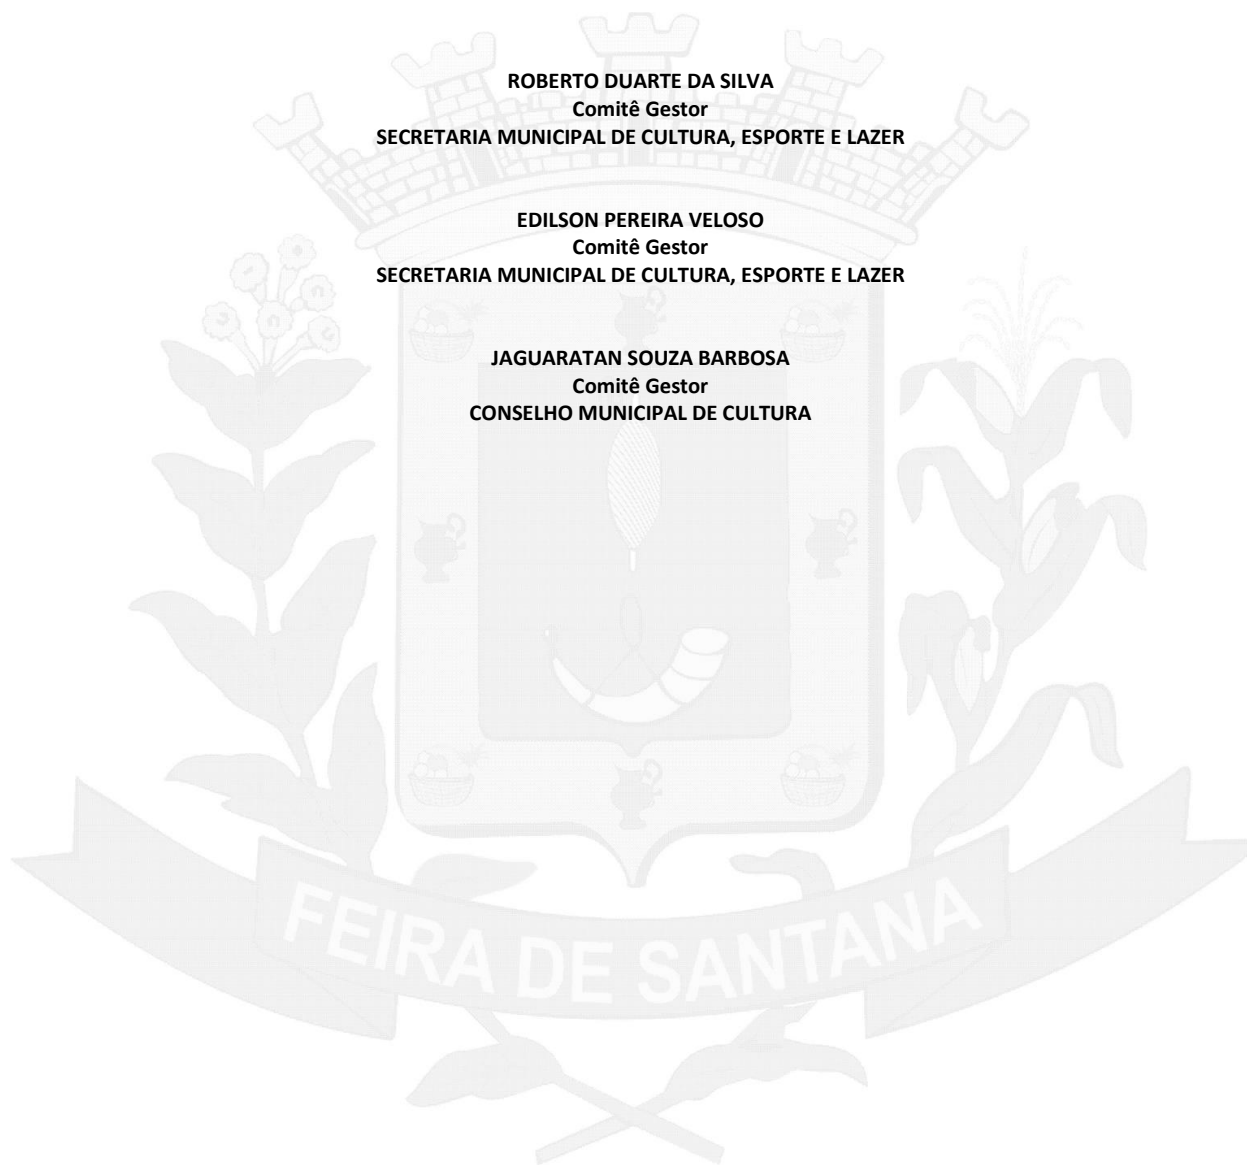 ROBERTO DUARTE DA SILVA
Comitê Gestor
SECRETARIA MUNICIPAL DE CULTURA, ESPORTE E LAZER
EDILSON PEREIRA VELOSO
Comitê Gestor
SECRETARIA MUNICIPAL DE CULTURA, ESPORTE E LAZER
JAGUARATAN SOUZA BARBOSA
Comitê Gestor
CONSELHO MUNICIPAL DE CULTURA
FEIRA DE SANTANA